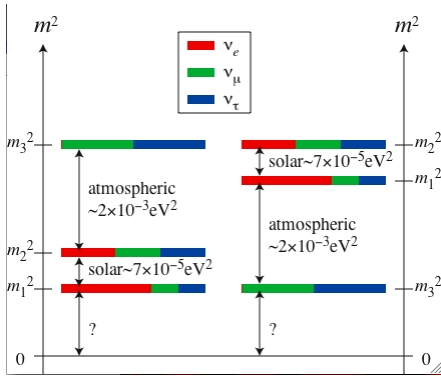 m² m²
νₑ
ν_μ
ν_τ
m₃² m₂²
solar~7×10⁻⁵eV²
m₁²
atmospheric
~2×10⁻³eV²
atmospheric
~2×10⁻³eV²
m₂²
solar~7×10⁻⁵eV²
m₁² m₃²
? ?
0 0